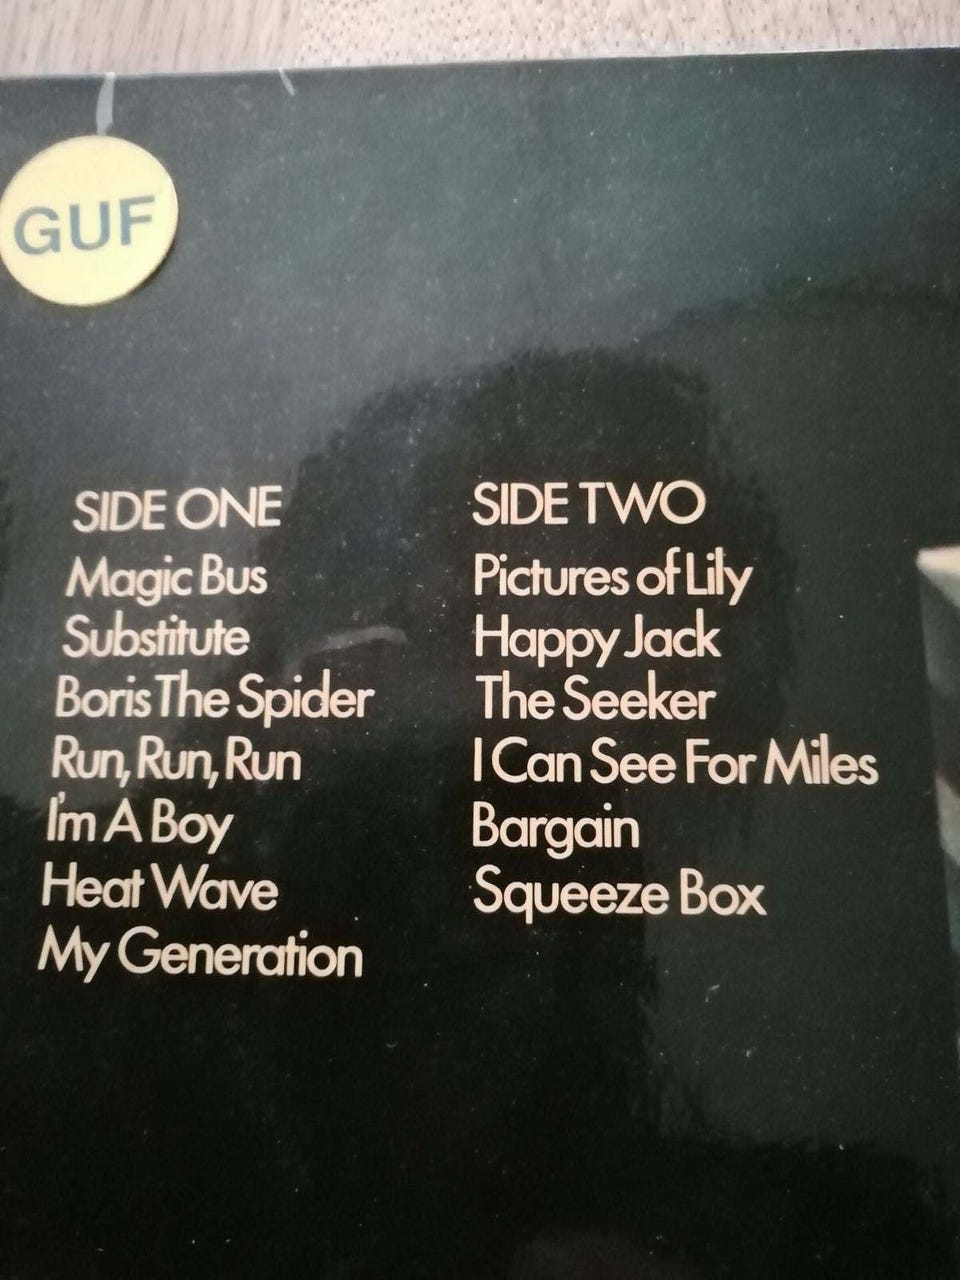 GUF
SIDE ONE
Magic Bus
Substitute
Boris The Spider
Run, Run, Run
I'm A Boy
Heat Wave
My Generation
SIDE TWO
Pictures of Lily
Happy Jack
The Seeker
I Can See For Miles
Bargain
Squeeze Box